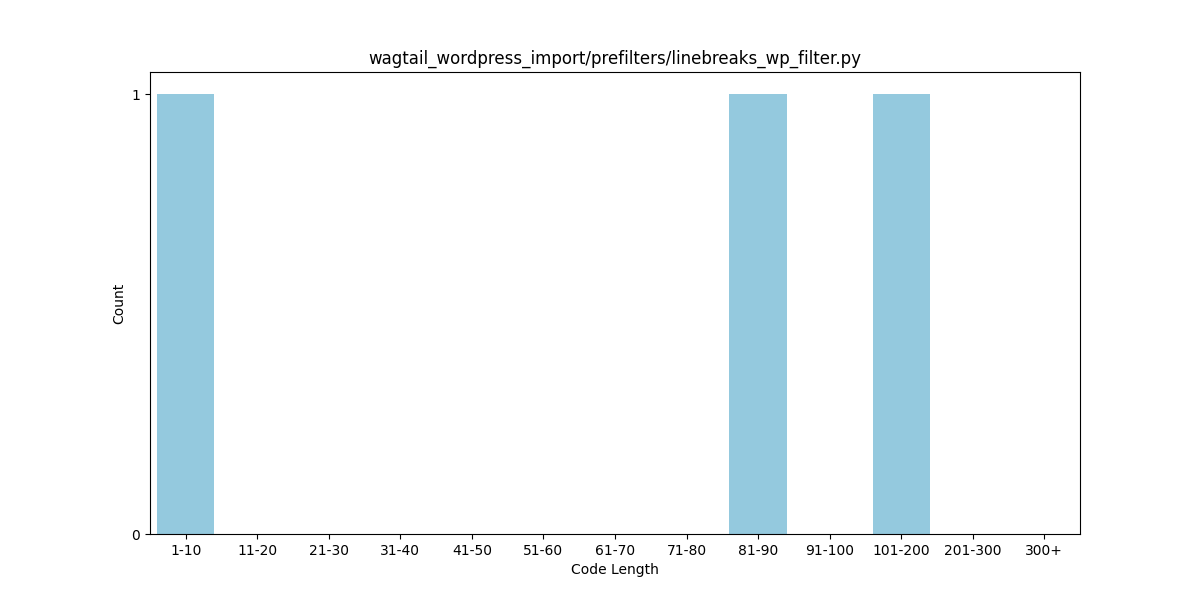 wagtail_wordpress_import/prefilters/linebreaks_wp_filter.py
1
Count
0
1-10 11-20 21-30 31-40 41-50 51-60 61-70 71-80 81-90 91-100 101-200 201-300 300+
Code Length